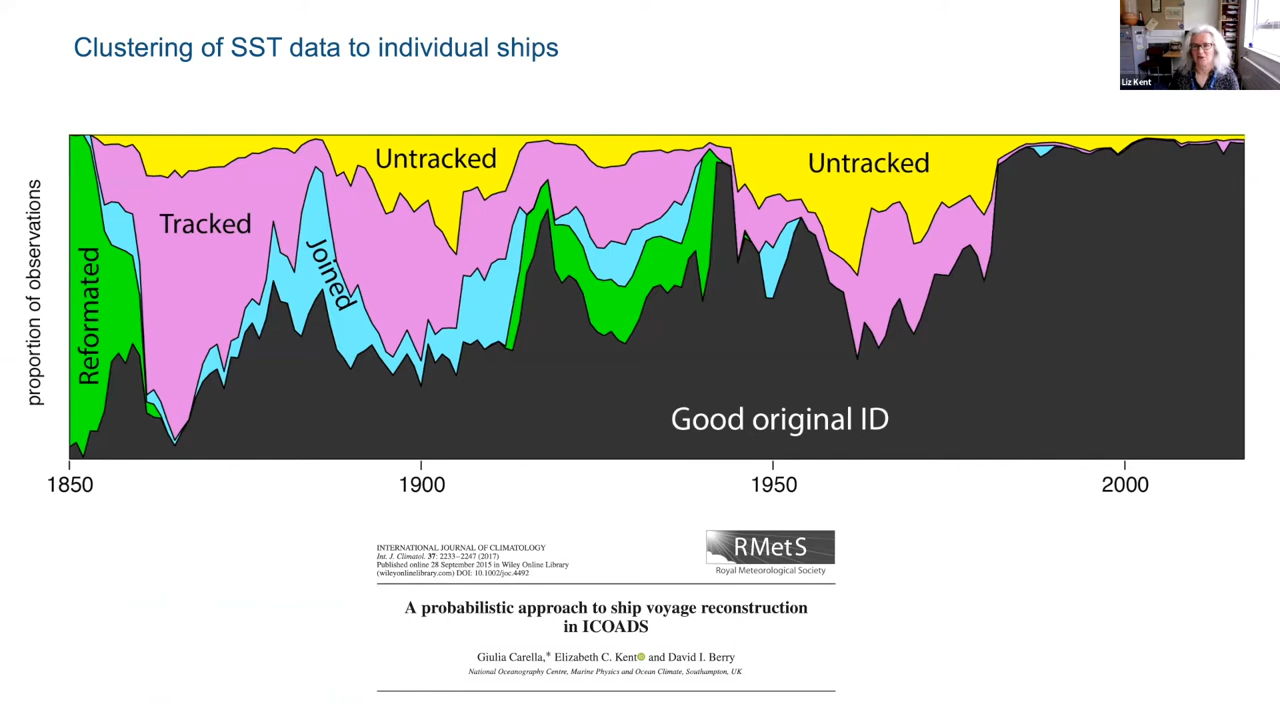 Clustering of SST data to individual ships
Liz Kent
proportion of observations
Untracked
Untracked
Tracked
Joined
Reformated
Good original ID
1850
1900
1950
2000
INTERNATIONAL JOURNAL OF CLIMATOLOGY
Int. J. Climatol. 37: 2233–2247 (2017)
Published online 28 September 2015 in Wiley Online Library
(wileyonlinelibrary.com) DOI: 10.1002/joc.4492
RMetS
Royal Meteorological Society
A probabilistic approach to ship voyage reconstruction
in ICOADS
Giulia Carella,* Elizabeth C. Kent and David I. Berry
National Oceanography Centre, Marine Physics and Ocean Climate, Southampton, UK